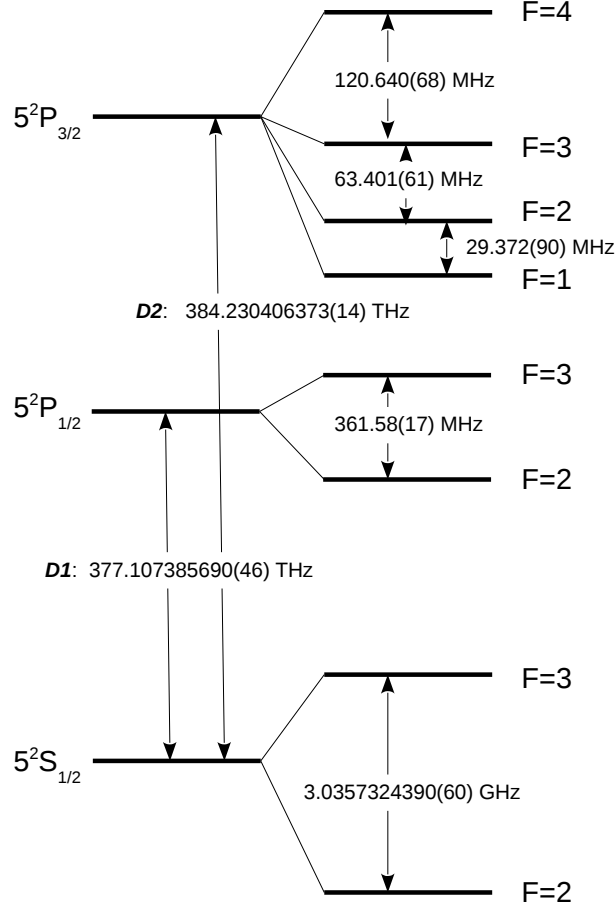 F=4
120.640(68) MHz
5²P₃/₂
F=3
63.401(61) MHz
F=2
29.372(90) MHz
F=1
D2: 384.230406373(14) THz
F=3
5²P₁/₂
361.58(17) MHz
F=2
D1: 377.107385690(46) THz
F=3
5²S₁/₂
3.0357324390(60) GHz
F=2